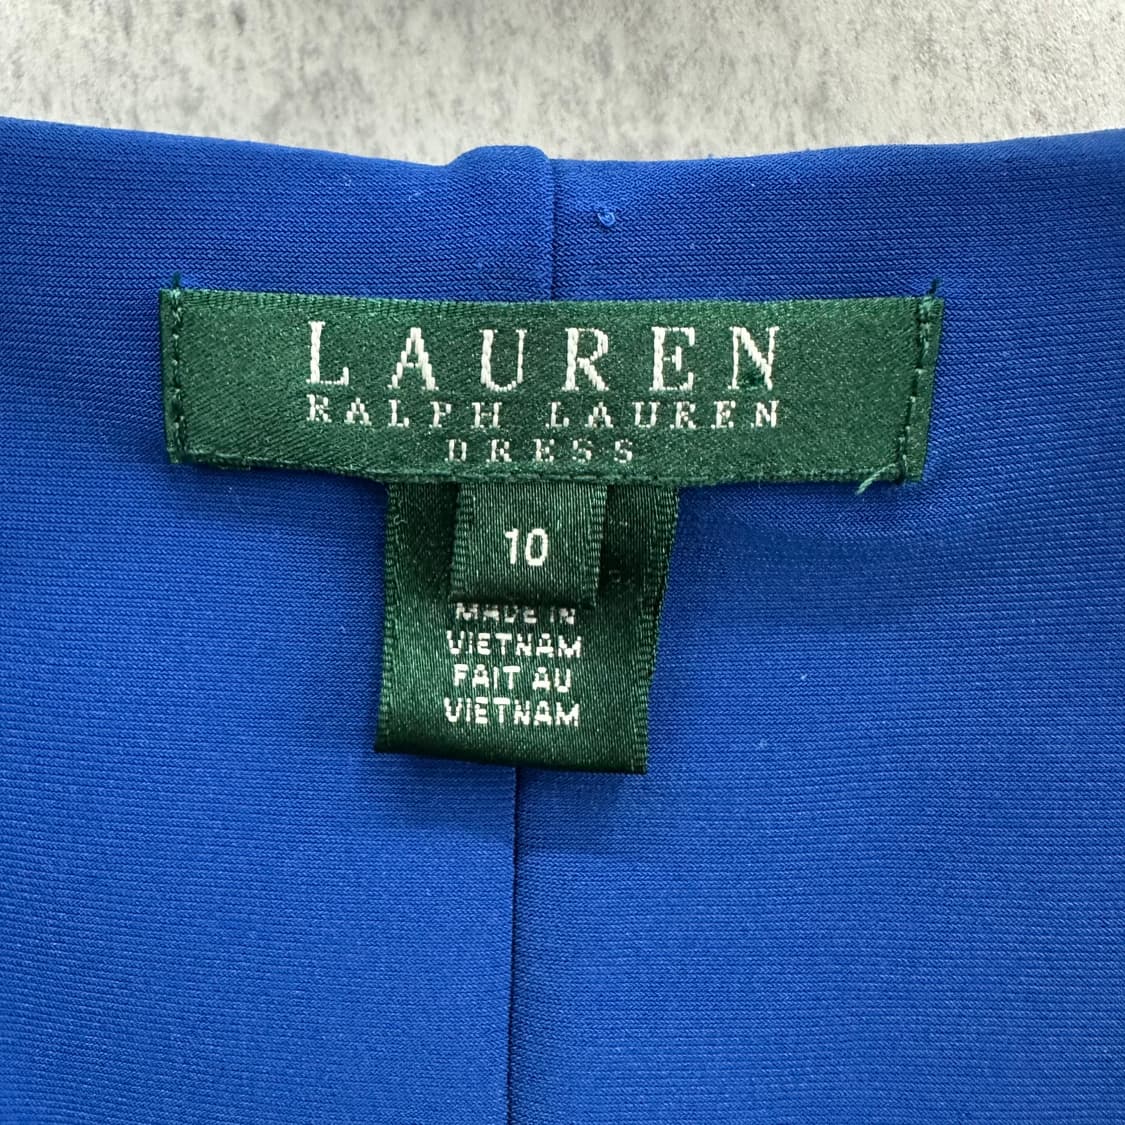 LAUREN
RALPH LAUREN
DRESS
10
MADE IN
VIETNAM
FAIT AU
VIETNAM